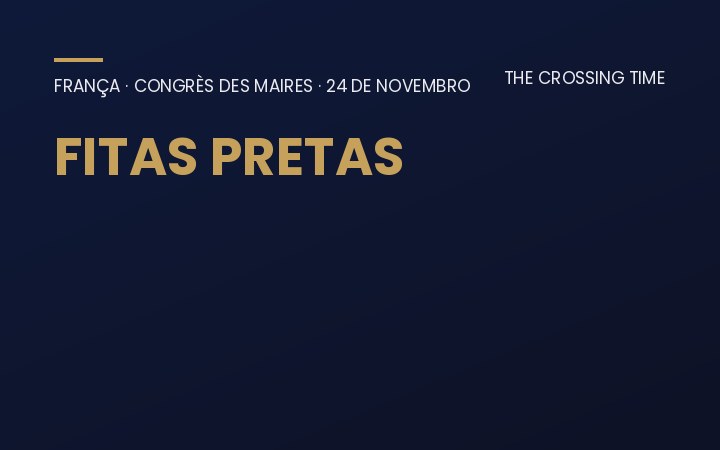 FRANÇA · CONGRÈS DES MAIRES · 24 DE NOVEMBRO
THE CROSSING TIME
FITAS PRETAS